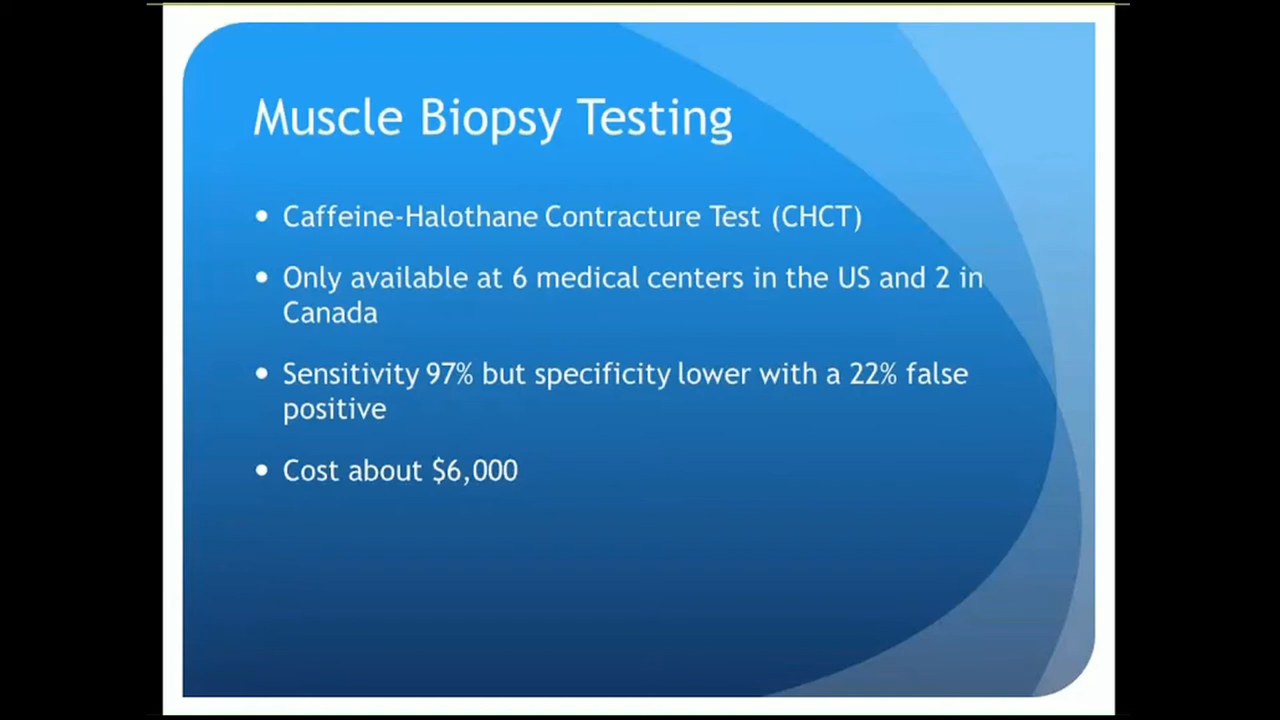 Muscle Biopsy Testing
• Caffeine-Halothane Contracture Test (CHCT)
• Only available at 6 medical centers in the US and 2 in
Canada
• Sensitivity 97% but specificity lower with a 22% false
positive
• Cost about $6,000